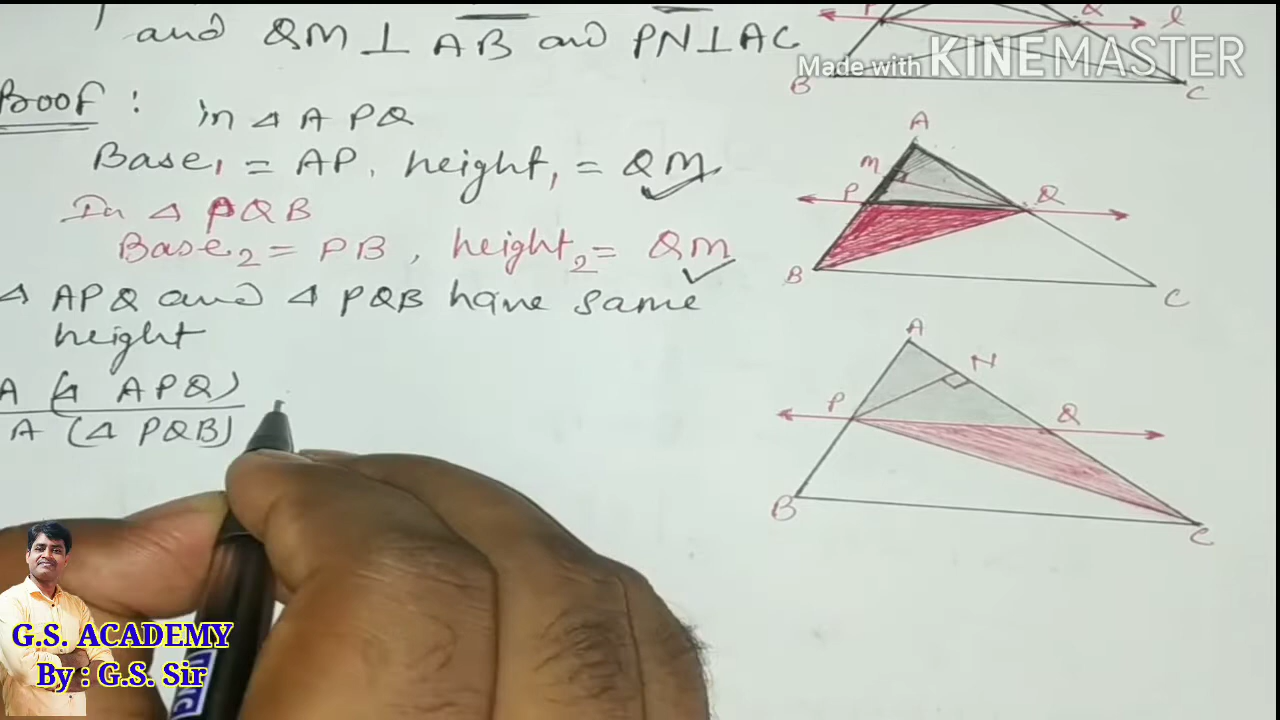 and QM ⊥ AB and PN ⊥ AC
Made with KINEMASTER
Proof : in △ APQ
Base₁ = AP, height₁ = QM
In △ PQB
Base₂ = PB, height₂ = QM
△ APQ and △ PQB have same
height
A (△ APQ)
A (△ PQB)
P Q l
B C
A
M
P Q
B C
A
N
P Q
B C
G.S. ACADEMY
By : G.S. Sir